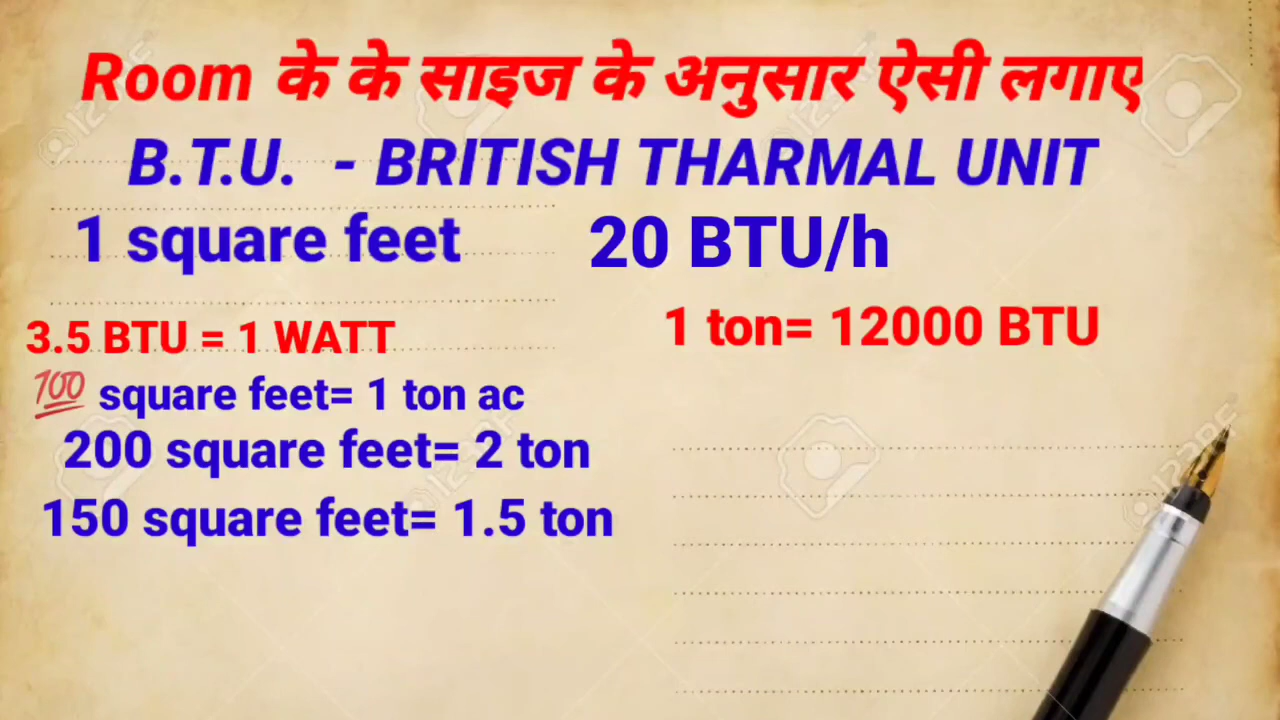 Room के के साइज के अनुसार ऐसी लगाए
B.T.U. - BRITISH THARMAL UNIT
1 square feet 20 BTU/h
3.5 BTU = 1 WATT
1 ton= 12000 BTU
💯 square feet= 1 ton ac
200 square feet= 2 ton
150 square feet= 1.5 ton